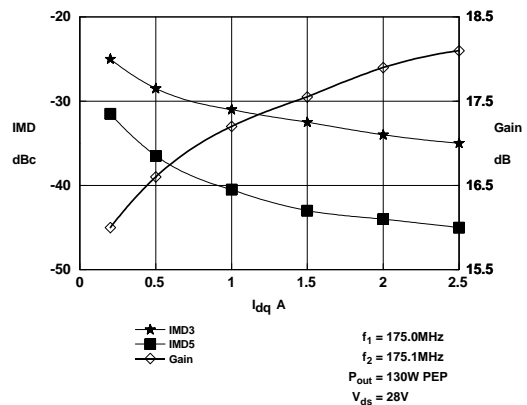 -20
-30
-40
-50
IMD
dBc
18.5
17.5
16.5
15.5
Gain
dB
0 0.5 1 1.5 2 2.5
Idq A
IMD3
IMD5
Gain
f1 = 175.0MHz
f2 = 175.1MHz
Pout = 130W PEP
Vds = 28V